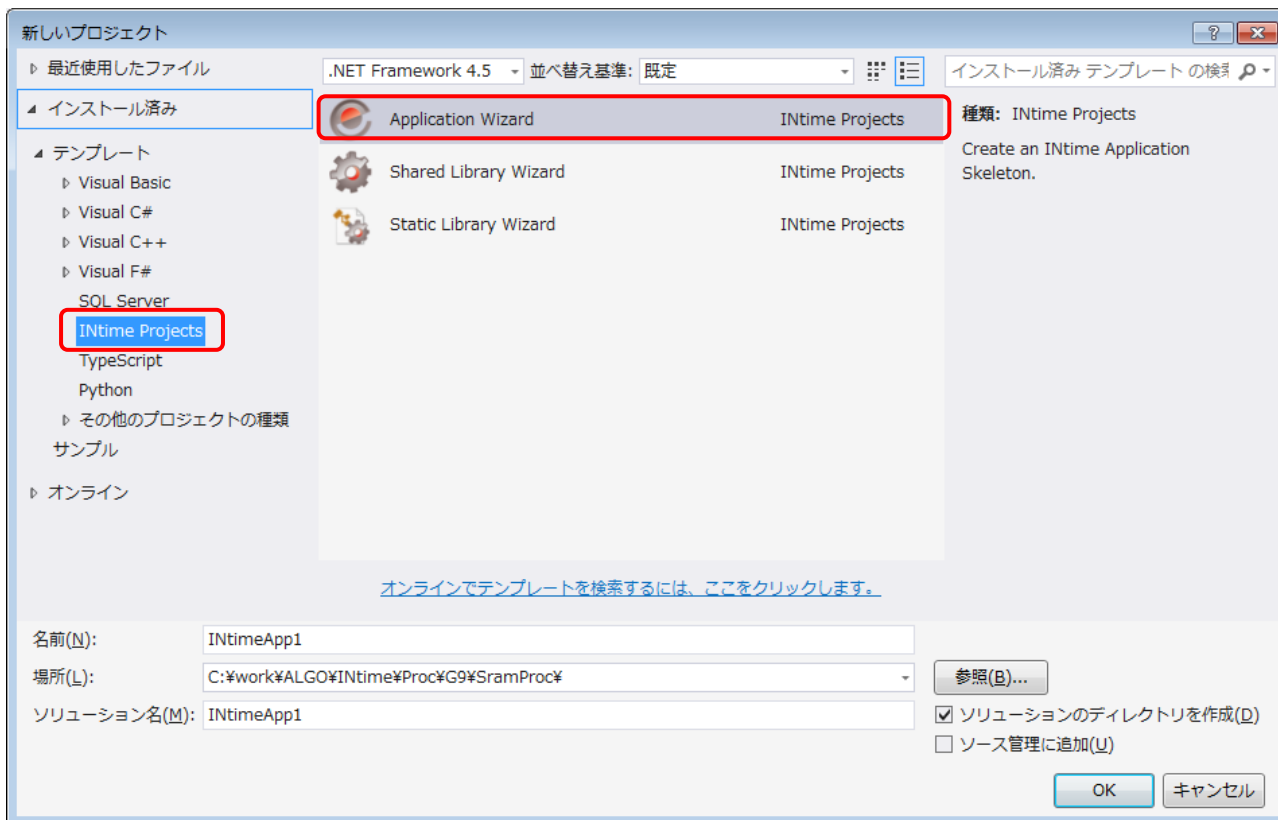 新しいプロジェクト
最近使用したファイル
インストール済み
テンプレート
Visual Basic
Visual C#
Visual C++
Visual F#
SQL Server
INtime Projects
TypeScript
Python
その他のプロジェクトの種類
サンプル
オンライン
.NET Framework 4.5 並べ替え基準: 既定
Application Wizard INtime Projects
Shared Library Wizard INtime Projects
Static Library Wizard INtime Projects
オンラインでテンプレートを検索するには、ここをクリックします。
インストール済み テンプレート の検
種類: INtime Projects
Create an INtime Application
Skeleton.
名前(N): INtimeApp1
場所(L): C:¥work¥ALGO¥INtime¥Proc¥G9¥SramProc¥
参照(B)...
ソリューション名(M): INtimeApp1
ソリューションのディレクトリを作成(D)
ソース管理に追加(U)
OK キャンセル